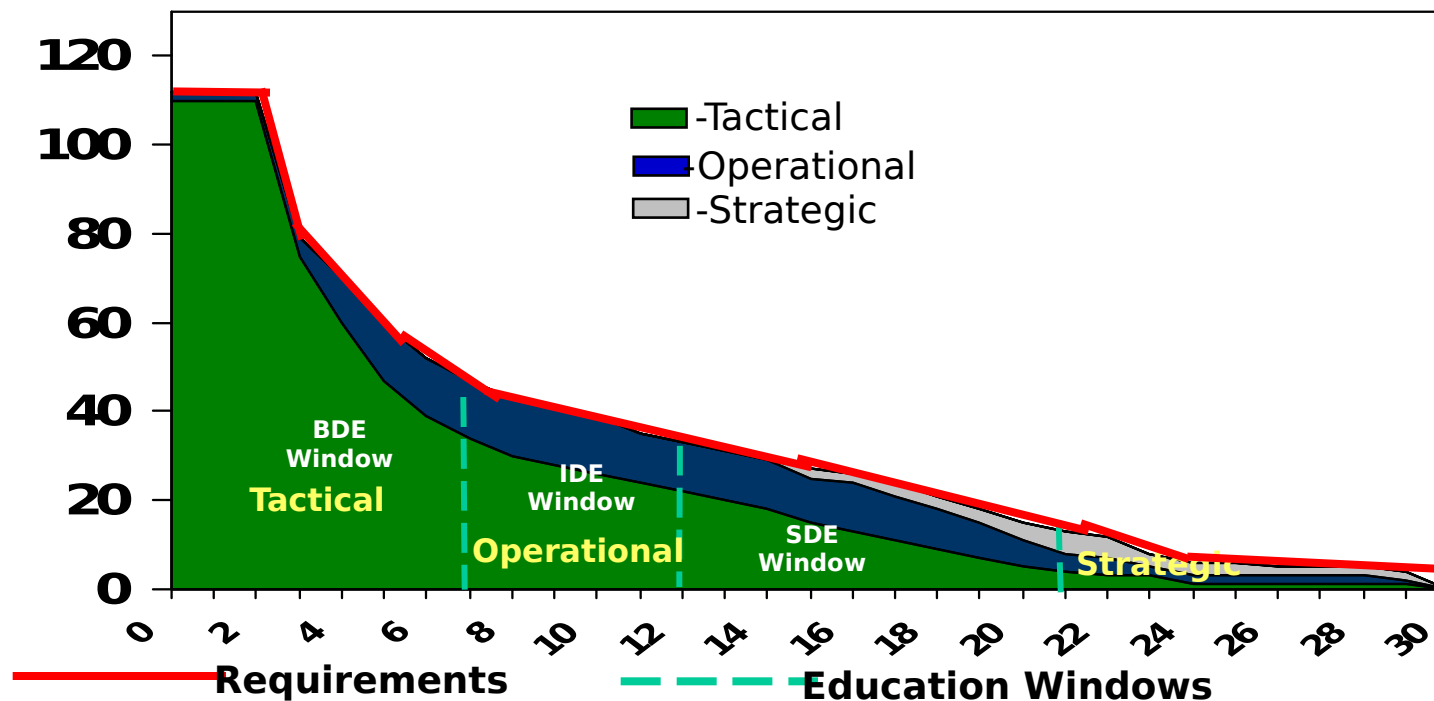 120
100
80
60
40
20
0
-Tactical
-Operational
-Strategic
BDE
Window
Tactical
IDE
Window
Operational
SDE
Window
Strategic
0 2 4 6 8 10 12 14 16 18 20 22 24 26 28 30
Requirements
Education Windows